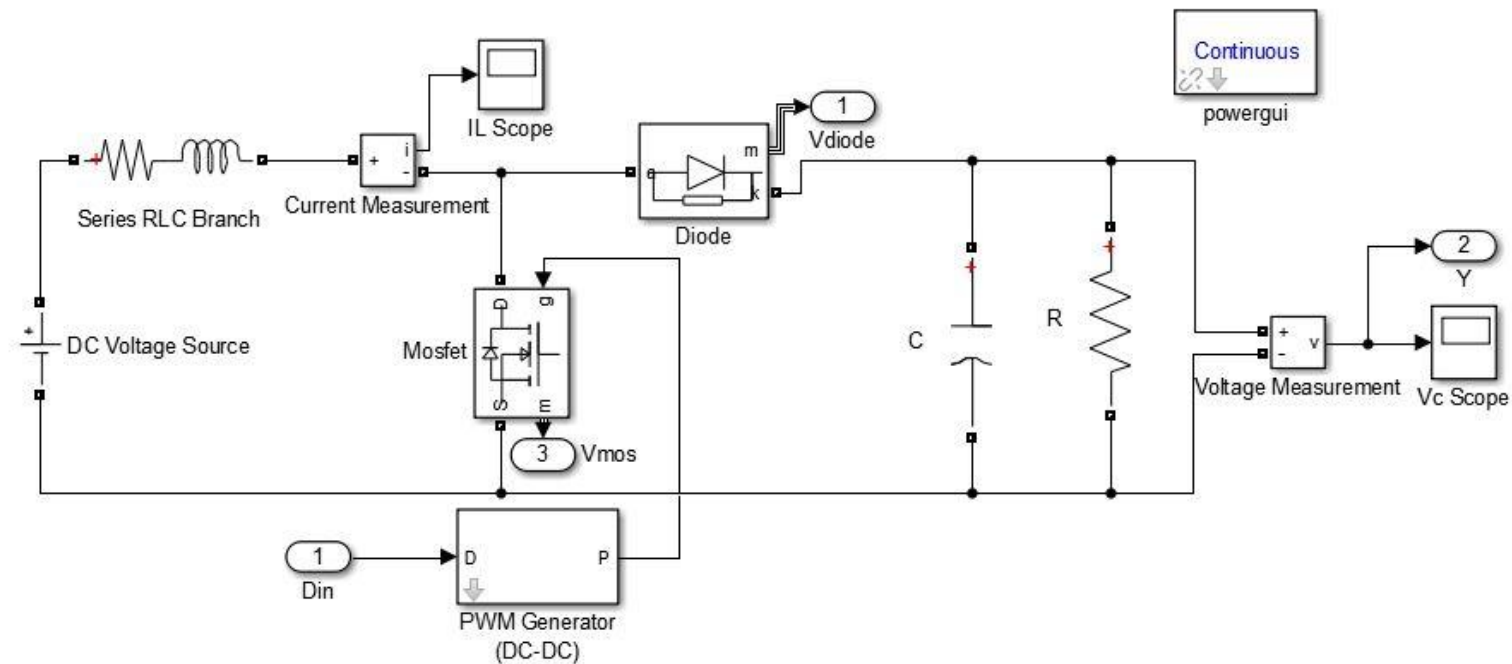 Continuous
powergui
IL Scope
1
Vdiode
m
k
Diode
i
+
-
Current Measurement
Series RLC Branch
+
DC Voltage Source
D
g
S
m
Mosfet
3
Vmos
C
R
+
-
v
Voltage Measurement
2
Y
Vc Scope
1
Din
D
P
PWM Generator
(DC-DC)